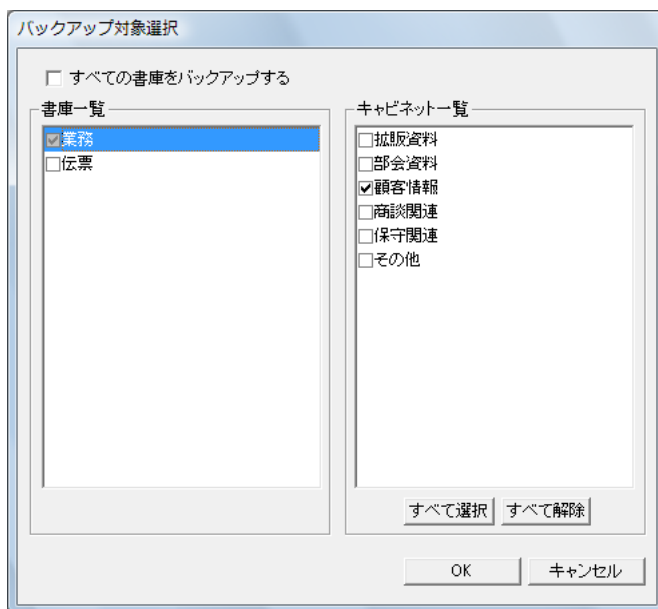 バックアップ対象選択
すべての書庫をバックアップする
書庫一覧
業務
伝票
キャビネット一覧
拡販資料
部会資料
顧客情報
商談関連
保守関連
その他
すべて選択
すべて解除
OK
キャンセル